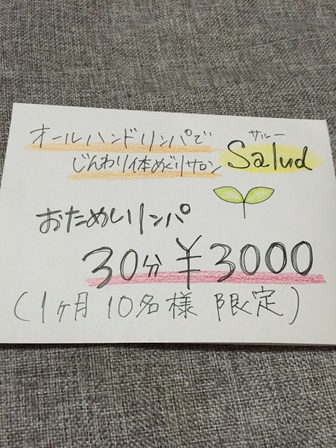 オールハンドリンパで
じんわり体めぐりサロン
サルー
Salud
おためしリンパ
30分 ¥3000
(1ヶ月 10名様 限定)